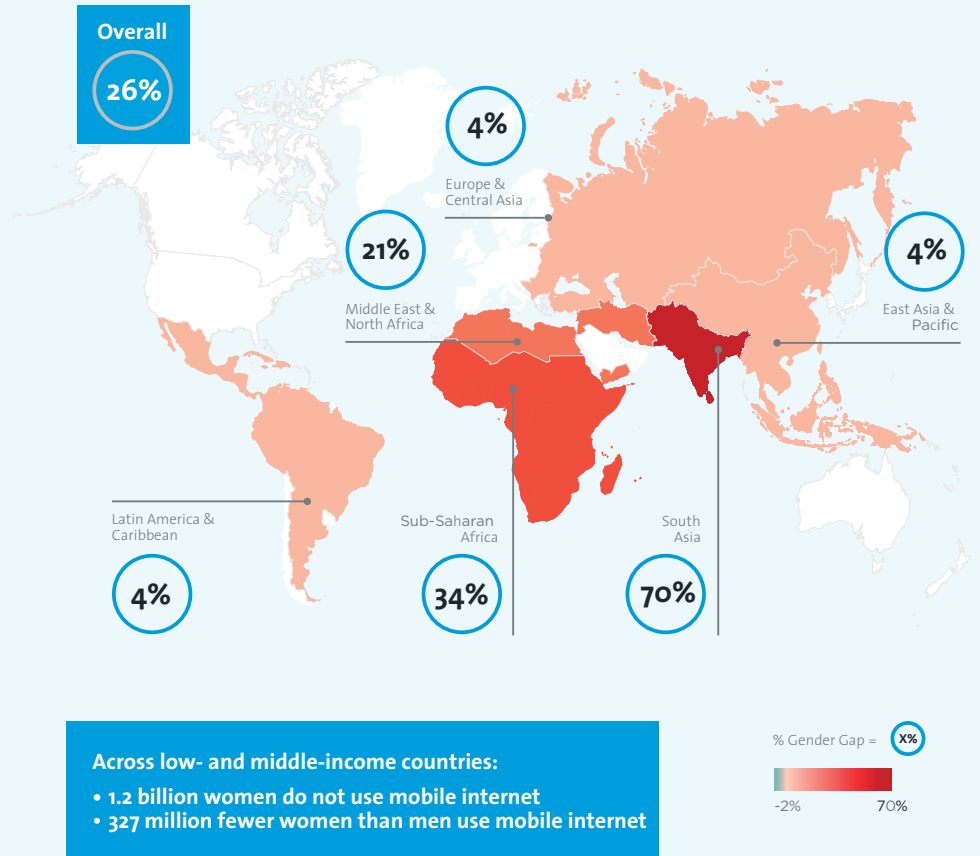 Overall
26%
4%
Europe &
Central Asia
21%
Middle East &
North Africa
4%
East Asia &
Pacific
Latin America &
Caribbean
4%
Sub-Saharan
Africa
34%
South
Asia
70%
Across low- and middle-income countries:
• 1.2 billion women do not use mobile internet
• 327 million fewer women than men use mobile internet
% Gender Gap = X%
-2% 70%